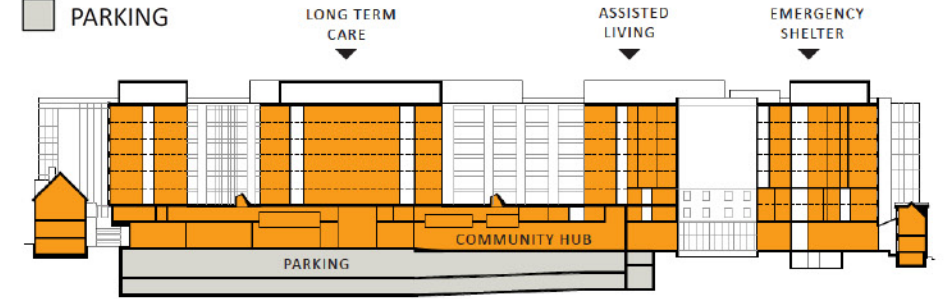 PARKING
LONG TERM
CARE
ASSISTED
LIVING
EMERGENCY
SHELTER
COMMUNITY HUB
PARKING